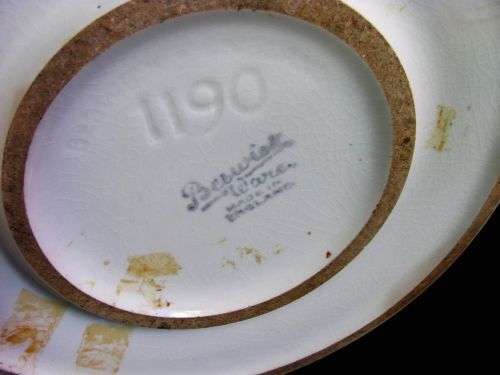 1190
Beswick
Ware.
MADE IN
ENGLAND.